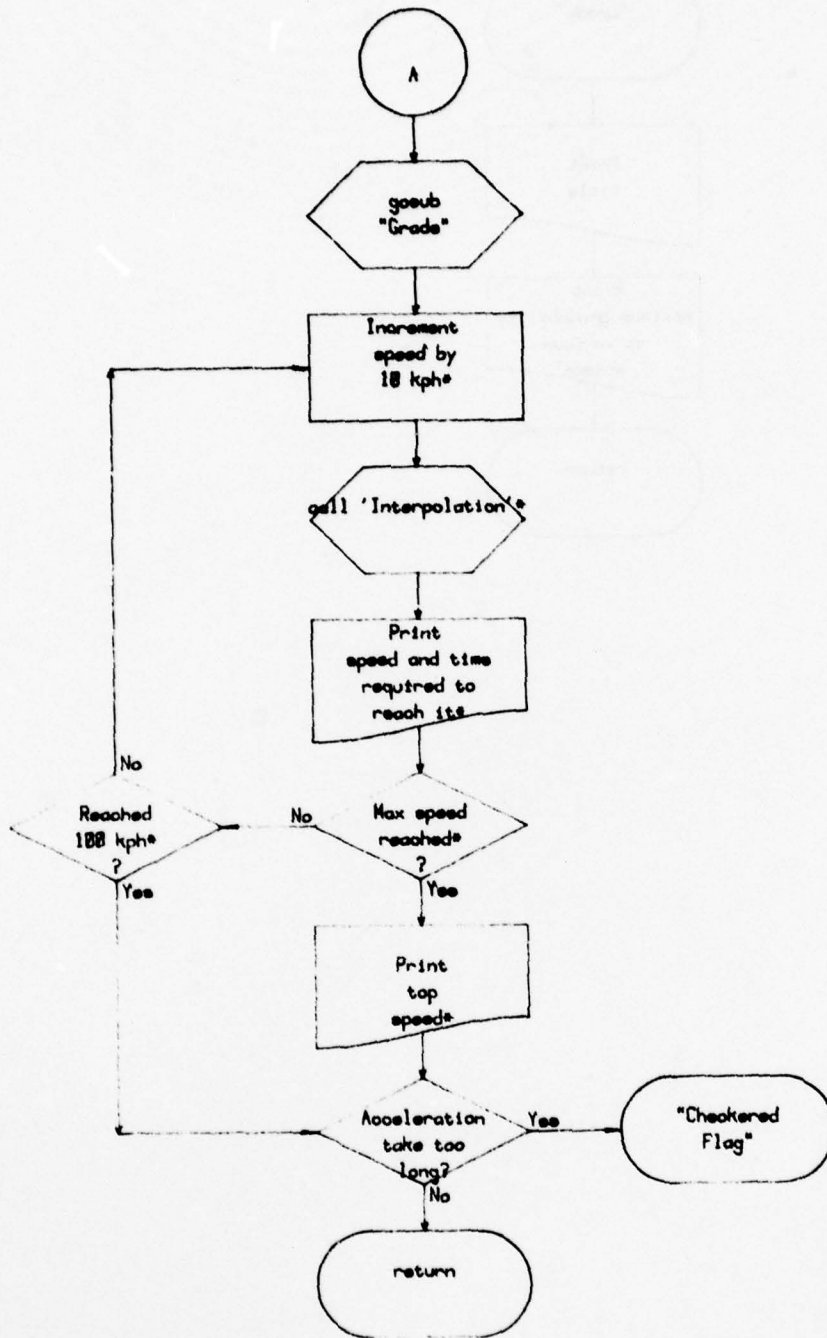 A
gosub
"Grade"
Increment
speed by
10 kph*
call 'Interpolation'*
Print
speed and time
required to
reach it*
Max speed
reached*
?
No
Yes
Reached
100 kph*
?
No
Yes
Print
top
speed*
Acceleration
take too
long?
Yes
No
"Checkered
Flag"
return